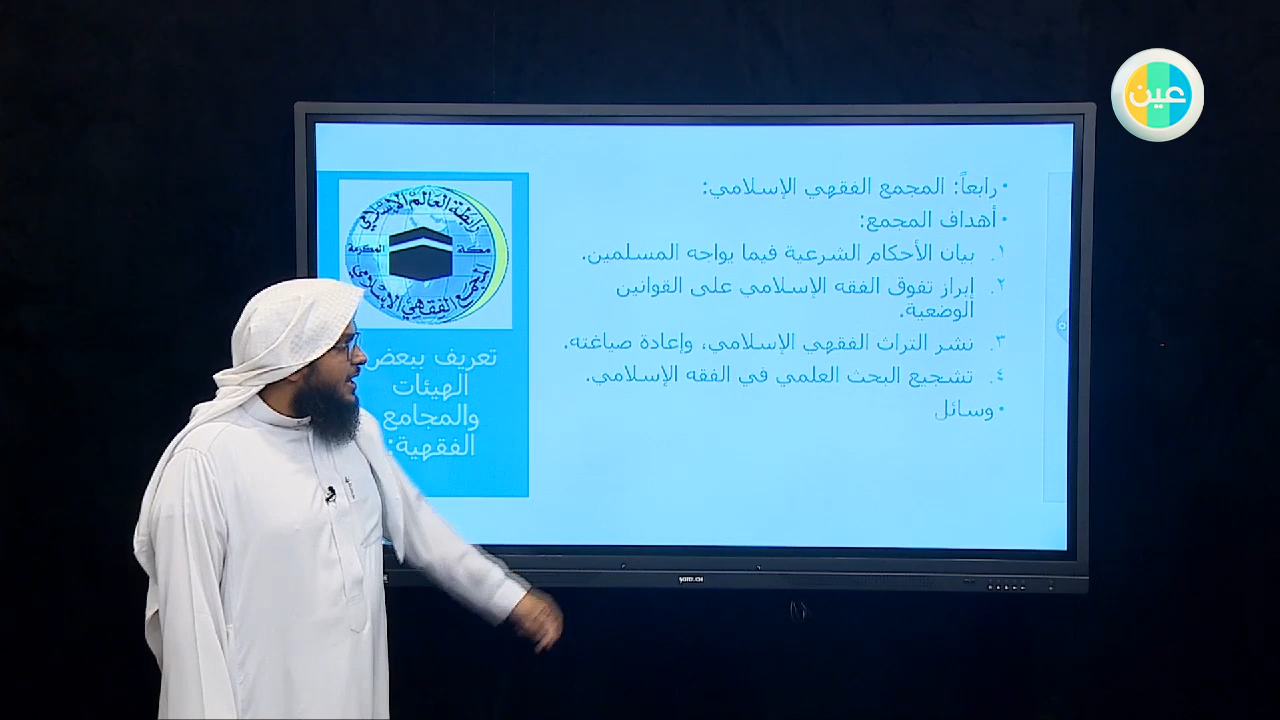 عين
رابعاً: المجمع الفقهي الإسلامي:
أهداف المجمع:
١. بيان الأحكام الشرعية فيما يواجه المسلمين.
٢. إبراز تفوق الفقه الإسلامي على القوانين
الوضعية.
٣. نشر التراث الفقهي الإسلامي، وإعادة صياغته.
٤. تشجيع البحث العلمي في الفقه الإسلامي.
وسائل
رابطة العالم الإسلامي
مكة المكرمة
المجمع الفقهي الإسلامي
تعريف ببعض
الهيئات
والمجامع
الفقهية: